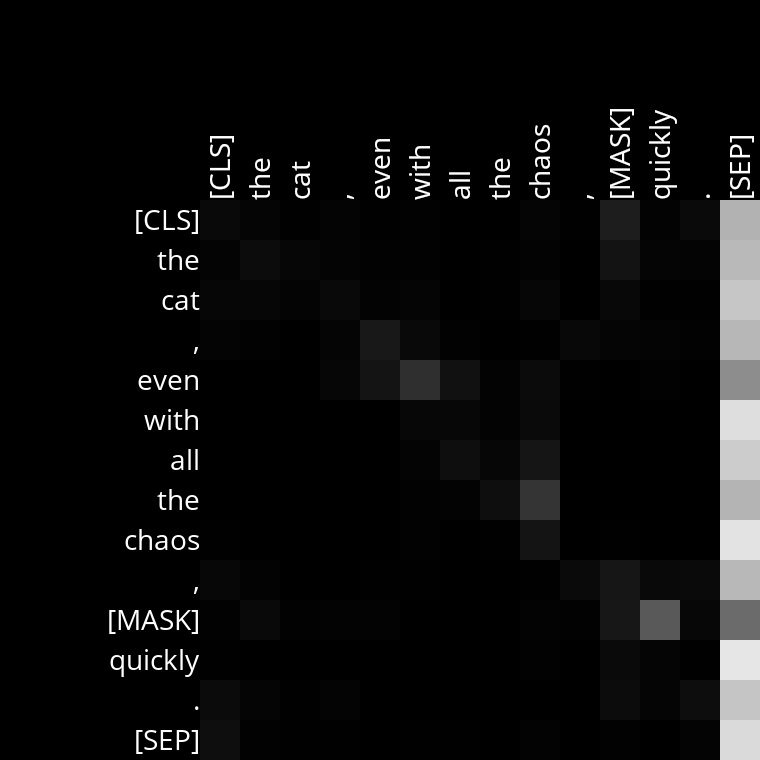 [CLS] the cat , even with all the chaos , [MASK] quickly . [SEP]
[CLS]
the
cat
,
even
with
all
the
chaos
,
[MASK]
quickly
.
[SEP]